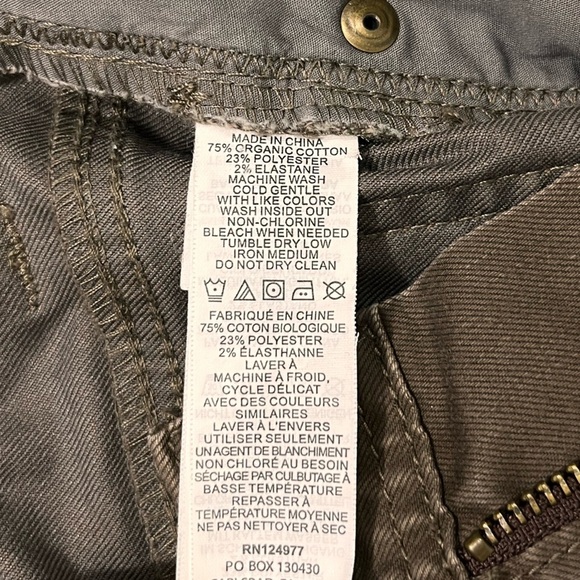 MADE IN CHINA
75% ORGANIC COTTON
23% POLYESTER
2% ELASTANE
MACHINE WASH
COLD GENTLE
WITH LIKE COLORS
WASH INSIDE OUT
NON-CHLORINE
BLEACH WHEN NEEDED
TUMBLE DRY LOW
IRON MEDIUM
DO NOT DRY CLEAN
FABRIQUÉ EN CHINE
75% COTON BIOLOGIQUE
23% POLYESTER
2% ÉLASTHANNE
LAVER À
MACHINE À FROID,
CYCLE DÉLICAT
AVEC DES COULEURS
SIMILAIRES
LAVER À L'ENVERS
UTILISER SEULEMENT
UN AGENT DE BLANCHIMENT
NON CHLORÉ AU BESOIN
SÉCHAGE PAR CULBUTAGE À
BASSE TEMPÉRATURE
REPASSER À
TEMPÉRATURE MOYENNE
NE PAS NETTOYER À SEC
RN124977
PO BOX 130430